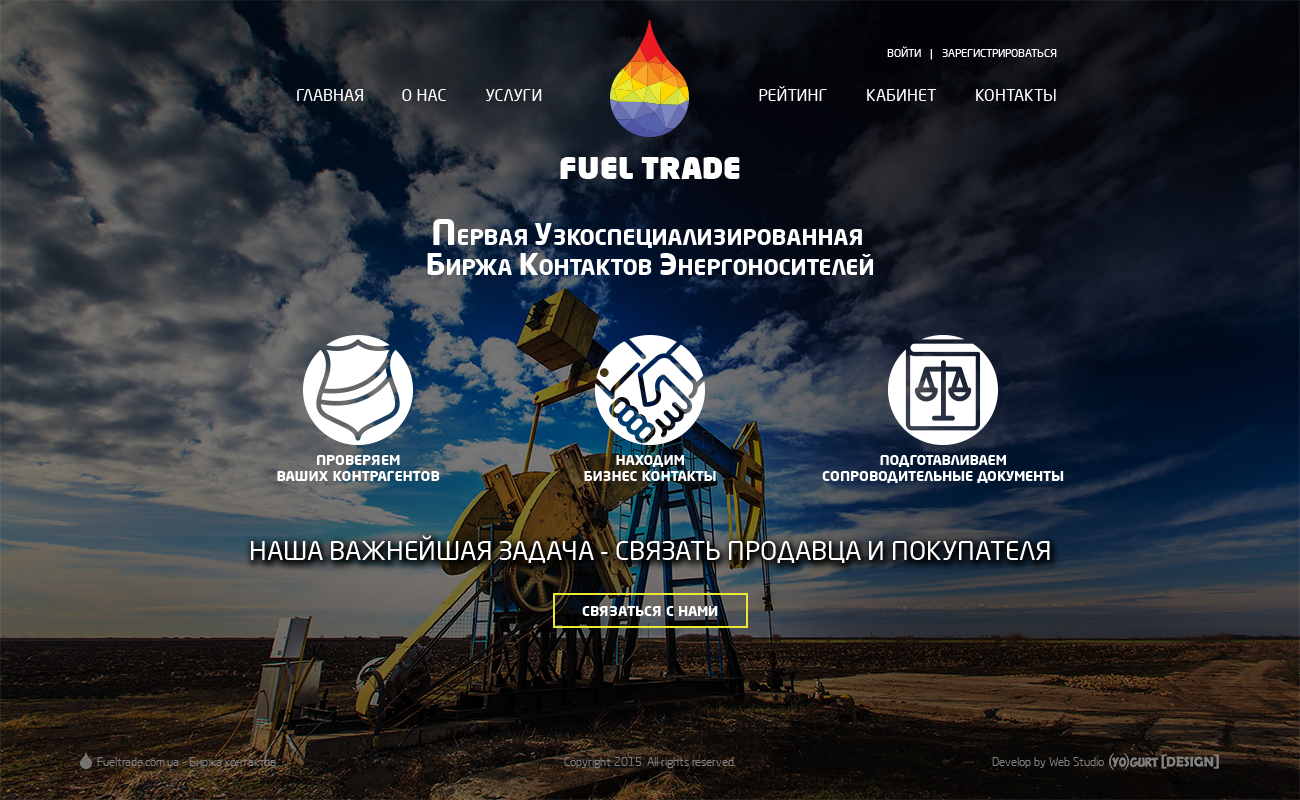 ВОЙТИ | ЗАРЕГИСТРИРОВАТЬСЯ
ГЛАВНАЯ О НАС УСЛУГИ РЕЙТИНГ КАБИНЕТ КОНТАКТЫ
FUEL TRADE
Первая Узкоспециализированная
Биржа Контактов Энергоносителей
ПРОВЕРЯЕМ
ВАШИХ КОНТРАГЕНТОВ
НАХОДИМ
БИЗНЕС КОНТАКТЫ
ПОДГОТАВЛИВАЕМ
СОПРОВОДИТЕЛЬНЫЕ ДОКУМЕНТЫ
НАША ВАЖНЕЙШАЯ ЗАДАЧА - СВЯЗАТЬ ПРОДАВЦА И ПОКУПАТЕЛЯ
СВЯЗАТЬСЯ С НАМИ
Fueltrade.com.ua - Биржа контактов
Copyright 2015. All rights reserved.
Develop by Web Studio (YO)GURT [DESIGN]